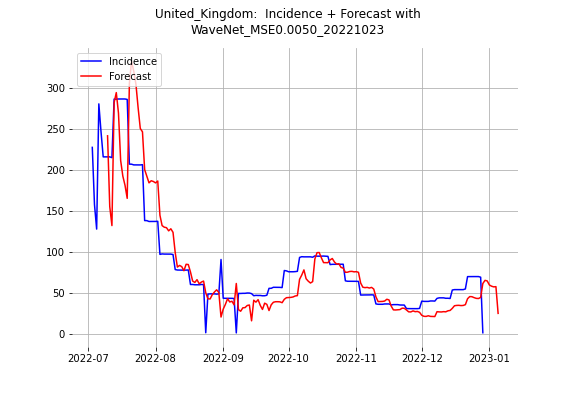 United_Kingdom:  Incidence + Forecast with
WaveNet_MSE0.0050_20221023
Incidence
Forecast
300
250
200
150
100
50
0
2022-07 2022-08 2022-09 2022-10 2022-11 2022-12 2023-01